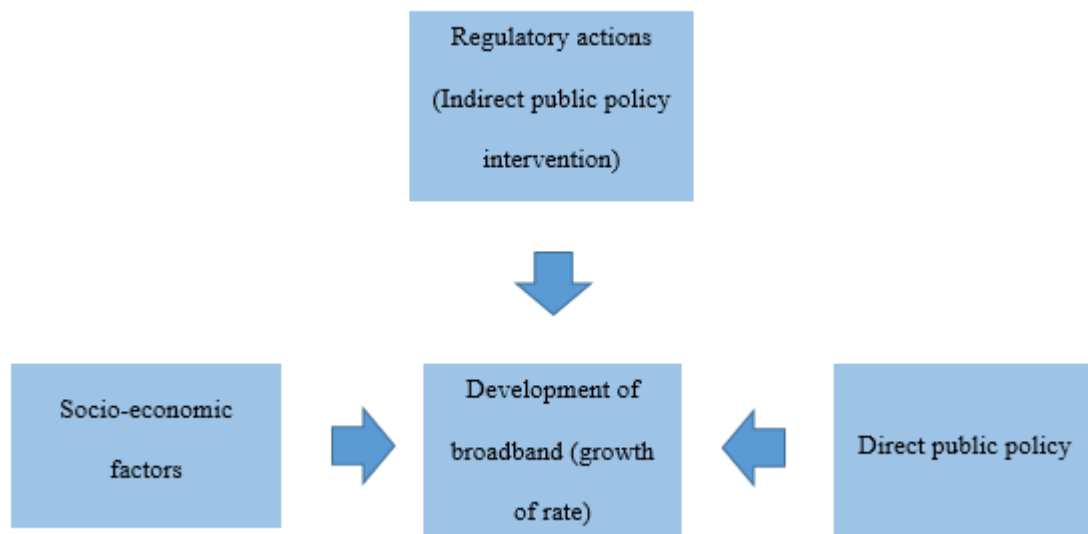 Regulatory actions
(Indirect public policy
intervention)
Socio-economic
factors
Development of
broadband (growth
of rate)
Direct public policy